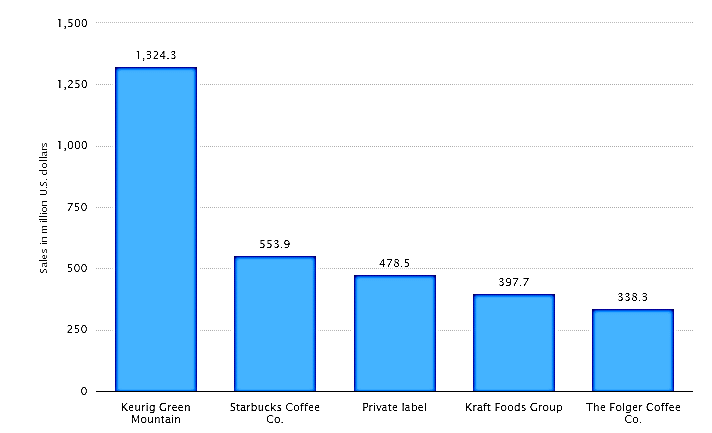 1,500
1,324.3
1,250
1,000
750
553.9
478.5
500
397.7
338.3
250
0
Sales in million U.S. dollars
Keurig Green
Mountain
Starbucks Coffee
Co.
Private label
Kraft Foods Group
The Folger Coffee
Co.